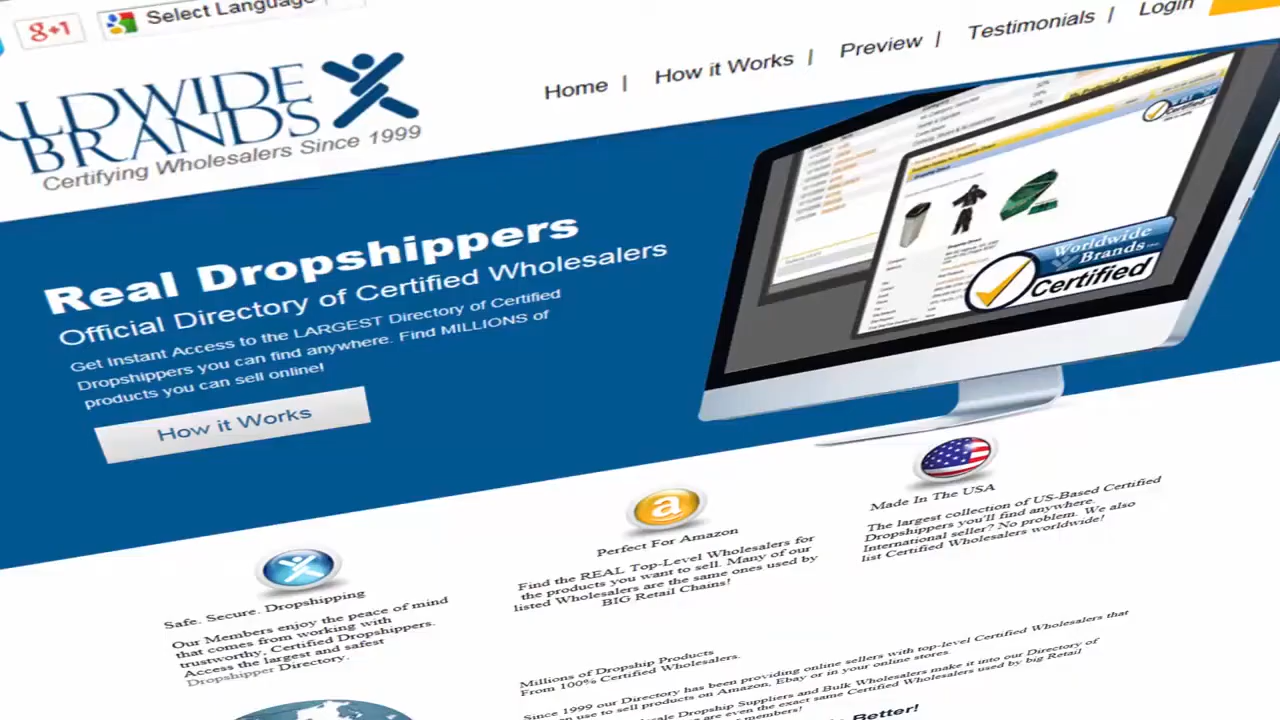 g+1
Select Language
Home | How it Works | Preview | Testimonials | Login
LDWIDE
BRANDS
Certifying Wholesalers Since 1999
Real Dropshippers
Official Directory of Certified Wholesalers
Get Instant Access to the LARGEST Directory of Certified
Dropshippers you can find anywhere. Find MILLIONS of
products you can sell online!
How it Works
Certified
Worldwide
Brands
Certified
Safe. Secure. Dropshipping
Our Members enjoy the peace of mind
that comes from working with
trustworthy, Certified Dropshippers.
Access the largest and safest
Dropshipper Directory.
a
Perfect For Amazon
Find the REAL Top-Level Wholesalers for
the products you want to sell. Many of our
listed Wholesalers are the same ones used by
BIG Retail Chains!
Made In The USA
The largest collection of US-Based Certified
Dropshippers you'll find anywhere.
International seller? No problem. We also
list Certified Wholesalers worldwide!
Millions of Dropship Products
From 100% Certified Wholesalers.
Since 1999 our Directory has been providing online sellers with top-level Certified Wholesalers that
use to sell products on Amazon, Ebay or in your online stores.
Dropship Suppliers and Bulk Wholesalers make it into our Directory of
are even the exact same Certified Wholesalers used by big Retail
members!
Better!